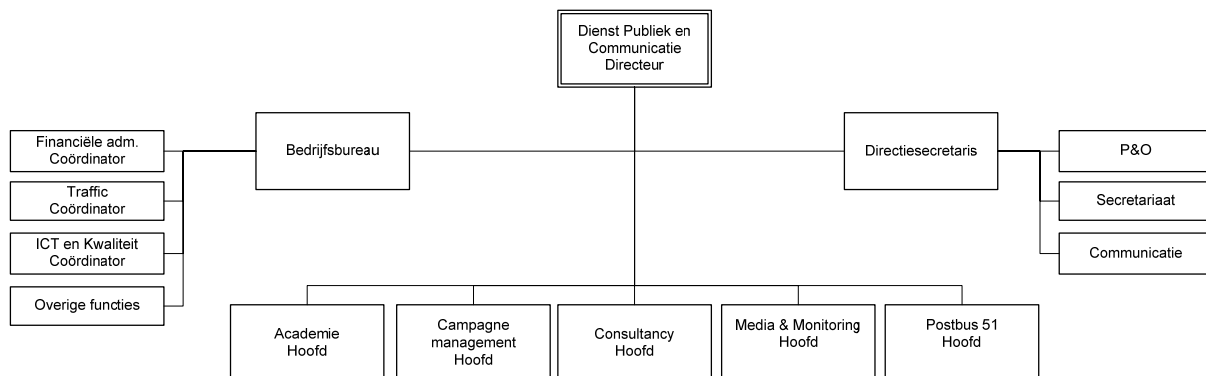 Dienst Publiek en
Communicatie
Directeur
Bedrijfsbureau
Directiesecretaris
Financiële adm.
Coördinator
Traffic
Coördinator
ICT en Kwaliteit
Coördinator
Overige functies
P&O
Secretariaat
Communicatie
Academie
Hoofd
Campagne
management
Hoofd
Consultancy
Hoofd
Media & Monitoring
Hoofd
Postbus 51
Hoofd